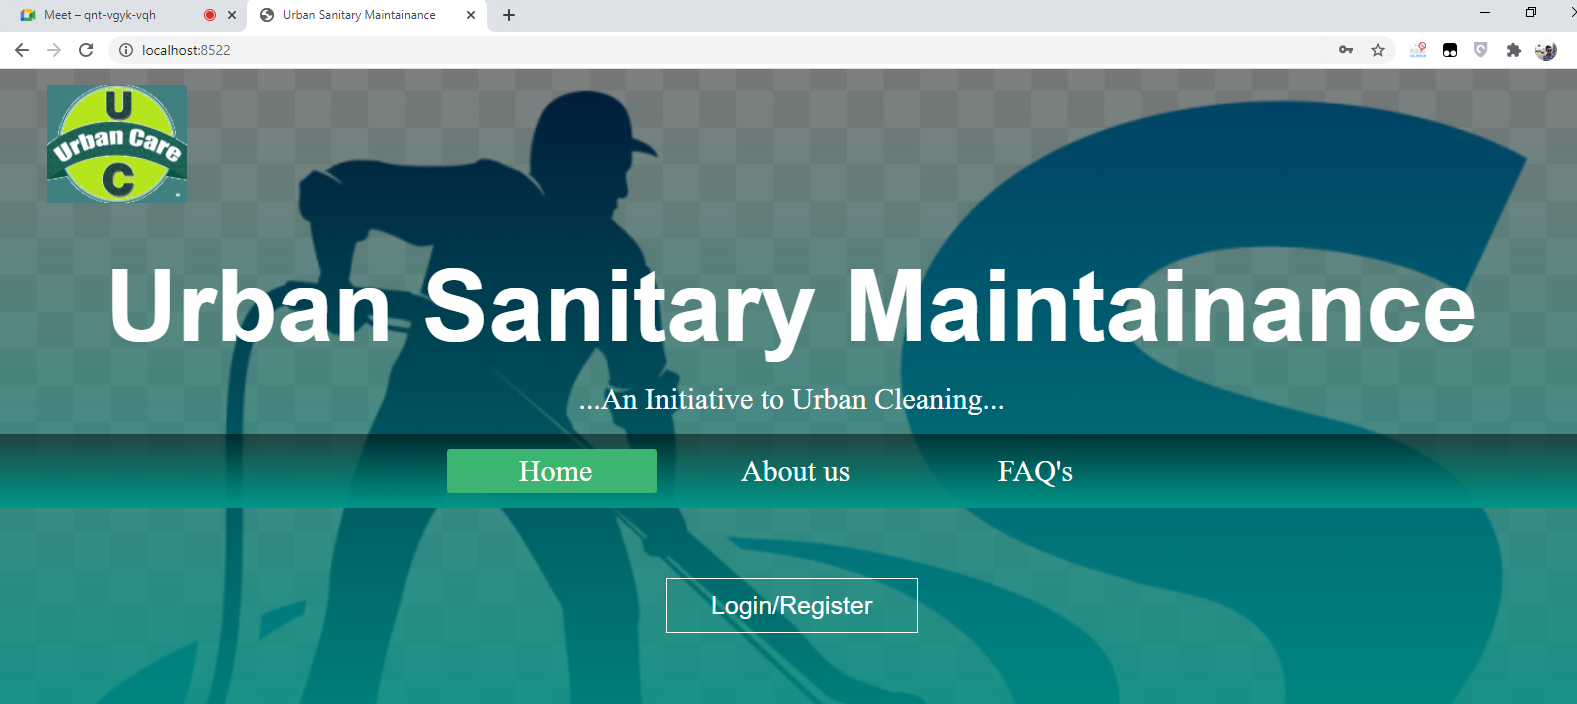 Meet – qnt-vgyk-vqh
Urban Sanitary Maintainance
localhost:8522
U
Urban Care
C
Urban Sanitary Maintainance
...An Initiative to Urban Cleaning...
Home About us FAQ's
Login/Register